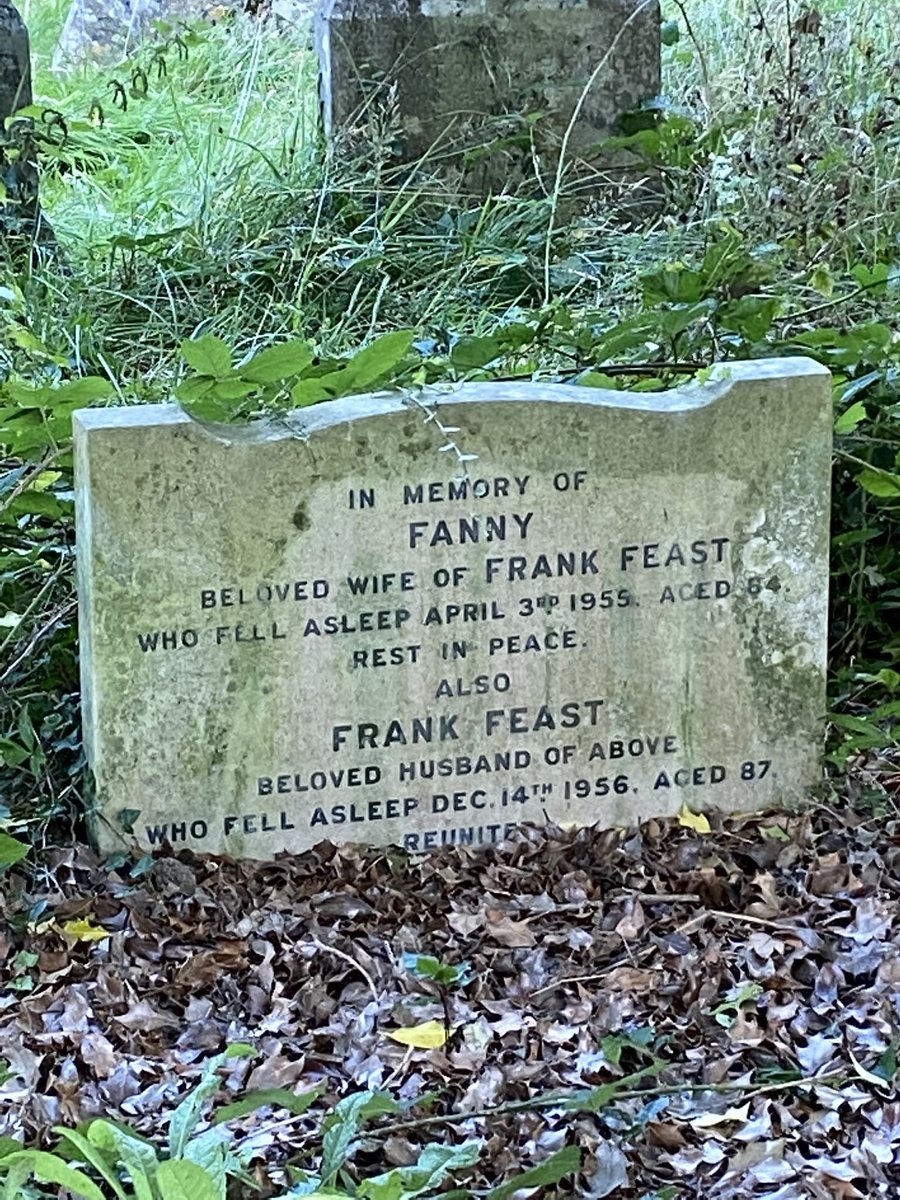 IN MEMORY OF
FANNY
BELOVED WIFE OF FRANK FEAST
WHO FELL ASLEEP APRIL 3RD 1955. AGED 84
REST IN PEACE.
ALSO
FRANK FEAST
BELOVED HUSBAND OF ABOVE
WHO FELL ASLEEP DEC. 14TH 1956. AGED 87.
REUNITED